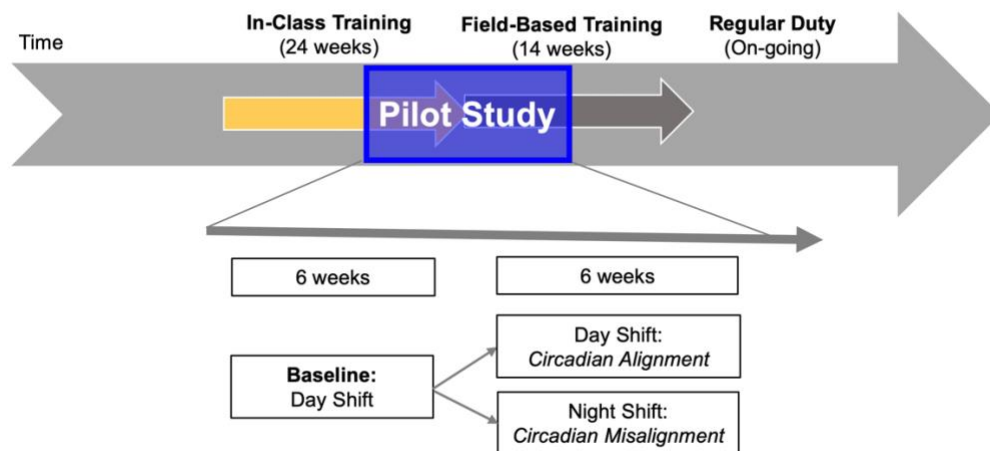 Time
In-Class Training
(24 weeks)
Field-Based Training
(14 weeks)
Regular Duty
(On-going)
Pilot Study
6 weeks
6 weeks
Baseline:
Day Shift
Day Shift:
Circadian Alignment
Night Shift:
Circadian Misalignment